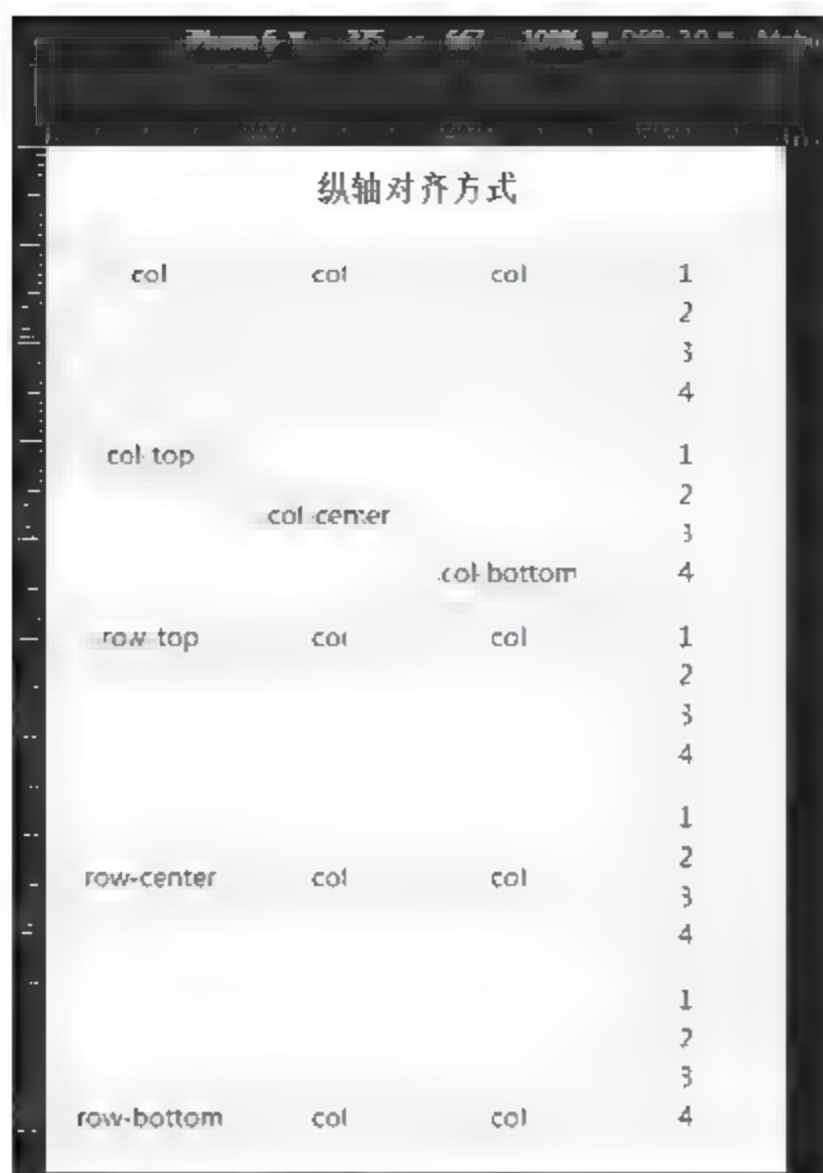 纵轴对齐方式
col col col 1
2
3
4
col-top 1
2
col-center
3
col-bottom 4
row-top col col 1
2
3
4
1
2
row-center col col
3
4
1
2
3
row-bottom col col 4